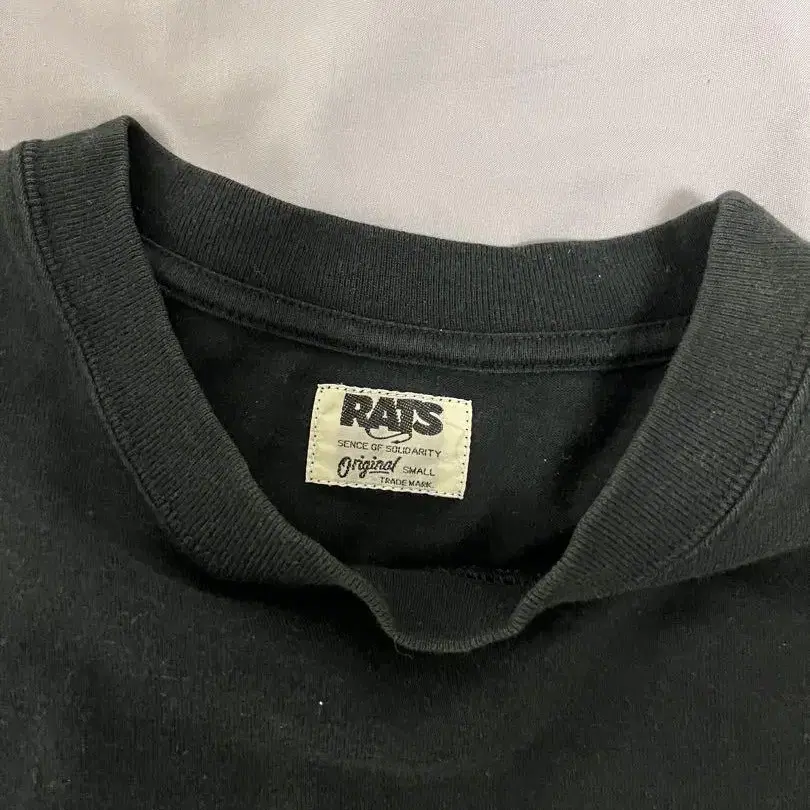 RATS
SENCE OF SOLIDARITY
Original SMALL
TRADE MARK.